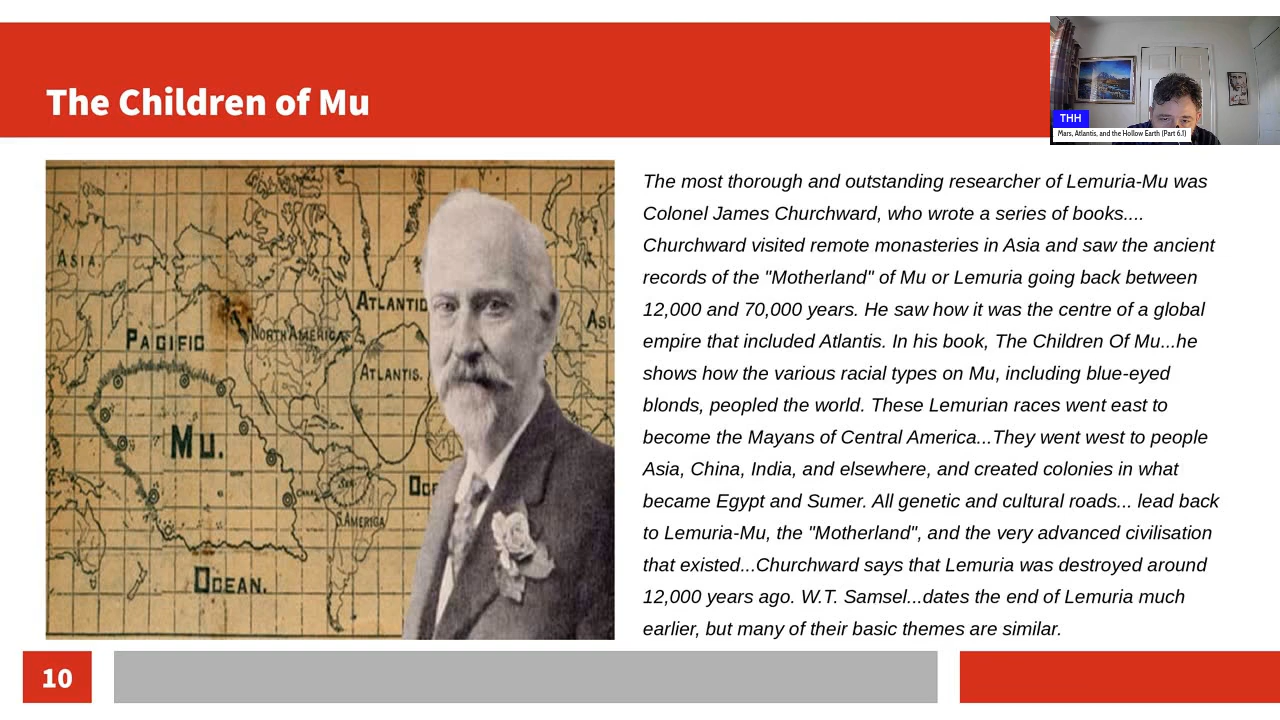 The Children of Mu
THH
Mars, Atlantis, and the Hollow Earth (Part 6.1)
ASIA.
NORTH AMERICA
ATLANTIC
ASI
PACIFIC
ATLANTIS.
MU.
S.AMERICA
OCE
OCEAN.
The most thorough and outstanding researcher of Lemuria-Mu was
Colonel James Churchward, who wrote a series of books....
Churchward visited remote monasteries in Asia and saw the ancient
records of the "Motherland" of Mu or Lemuria going back between
12,000 and 70,000 years. He saw how it was the centre of a global
empire that included Atlantis. In his book, The Children Of Mu...he
shows how the various racial types on Mu, including blue-eyed
blonds, peopled the world. These Lemurian races went east to
become the Mayans of Central America...They went west to people
Asia, China, India, and elsewhere, and created colonies in what
became Egypt and Sumer. All genetic and cultural roads... lead back
to Lemuria-Mu, the "Motherland", and the very advanced civilisation
that existed...Churchward says that Lemuria was destroyed around
12,000 years ago. W.T. Samsel...dates the end of Lemuria much
earlier, but many of their basic themes are similar.
10